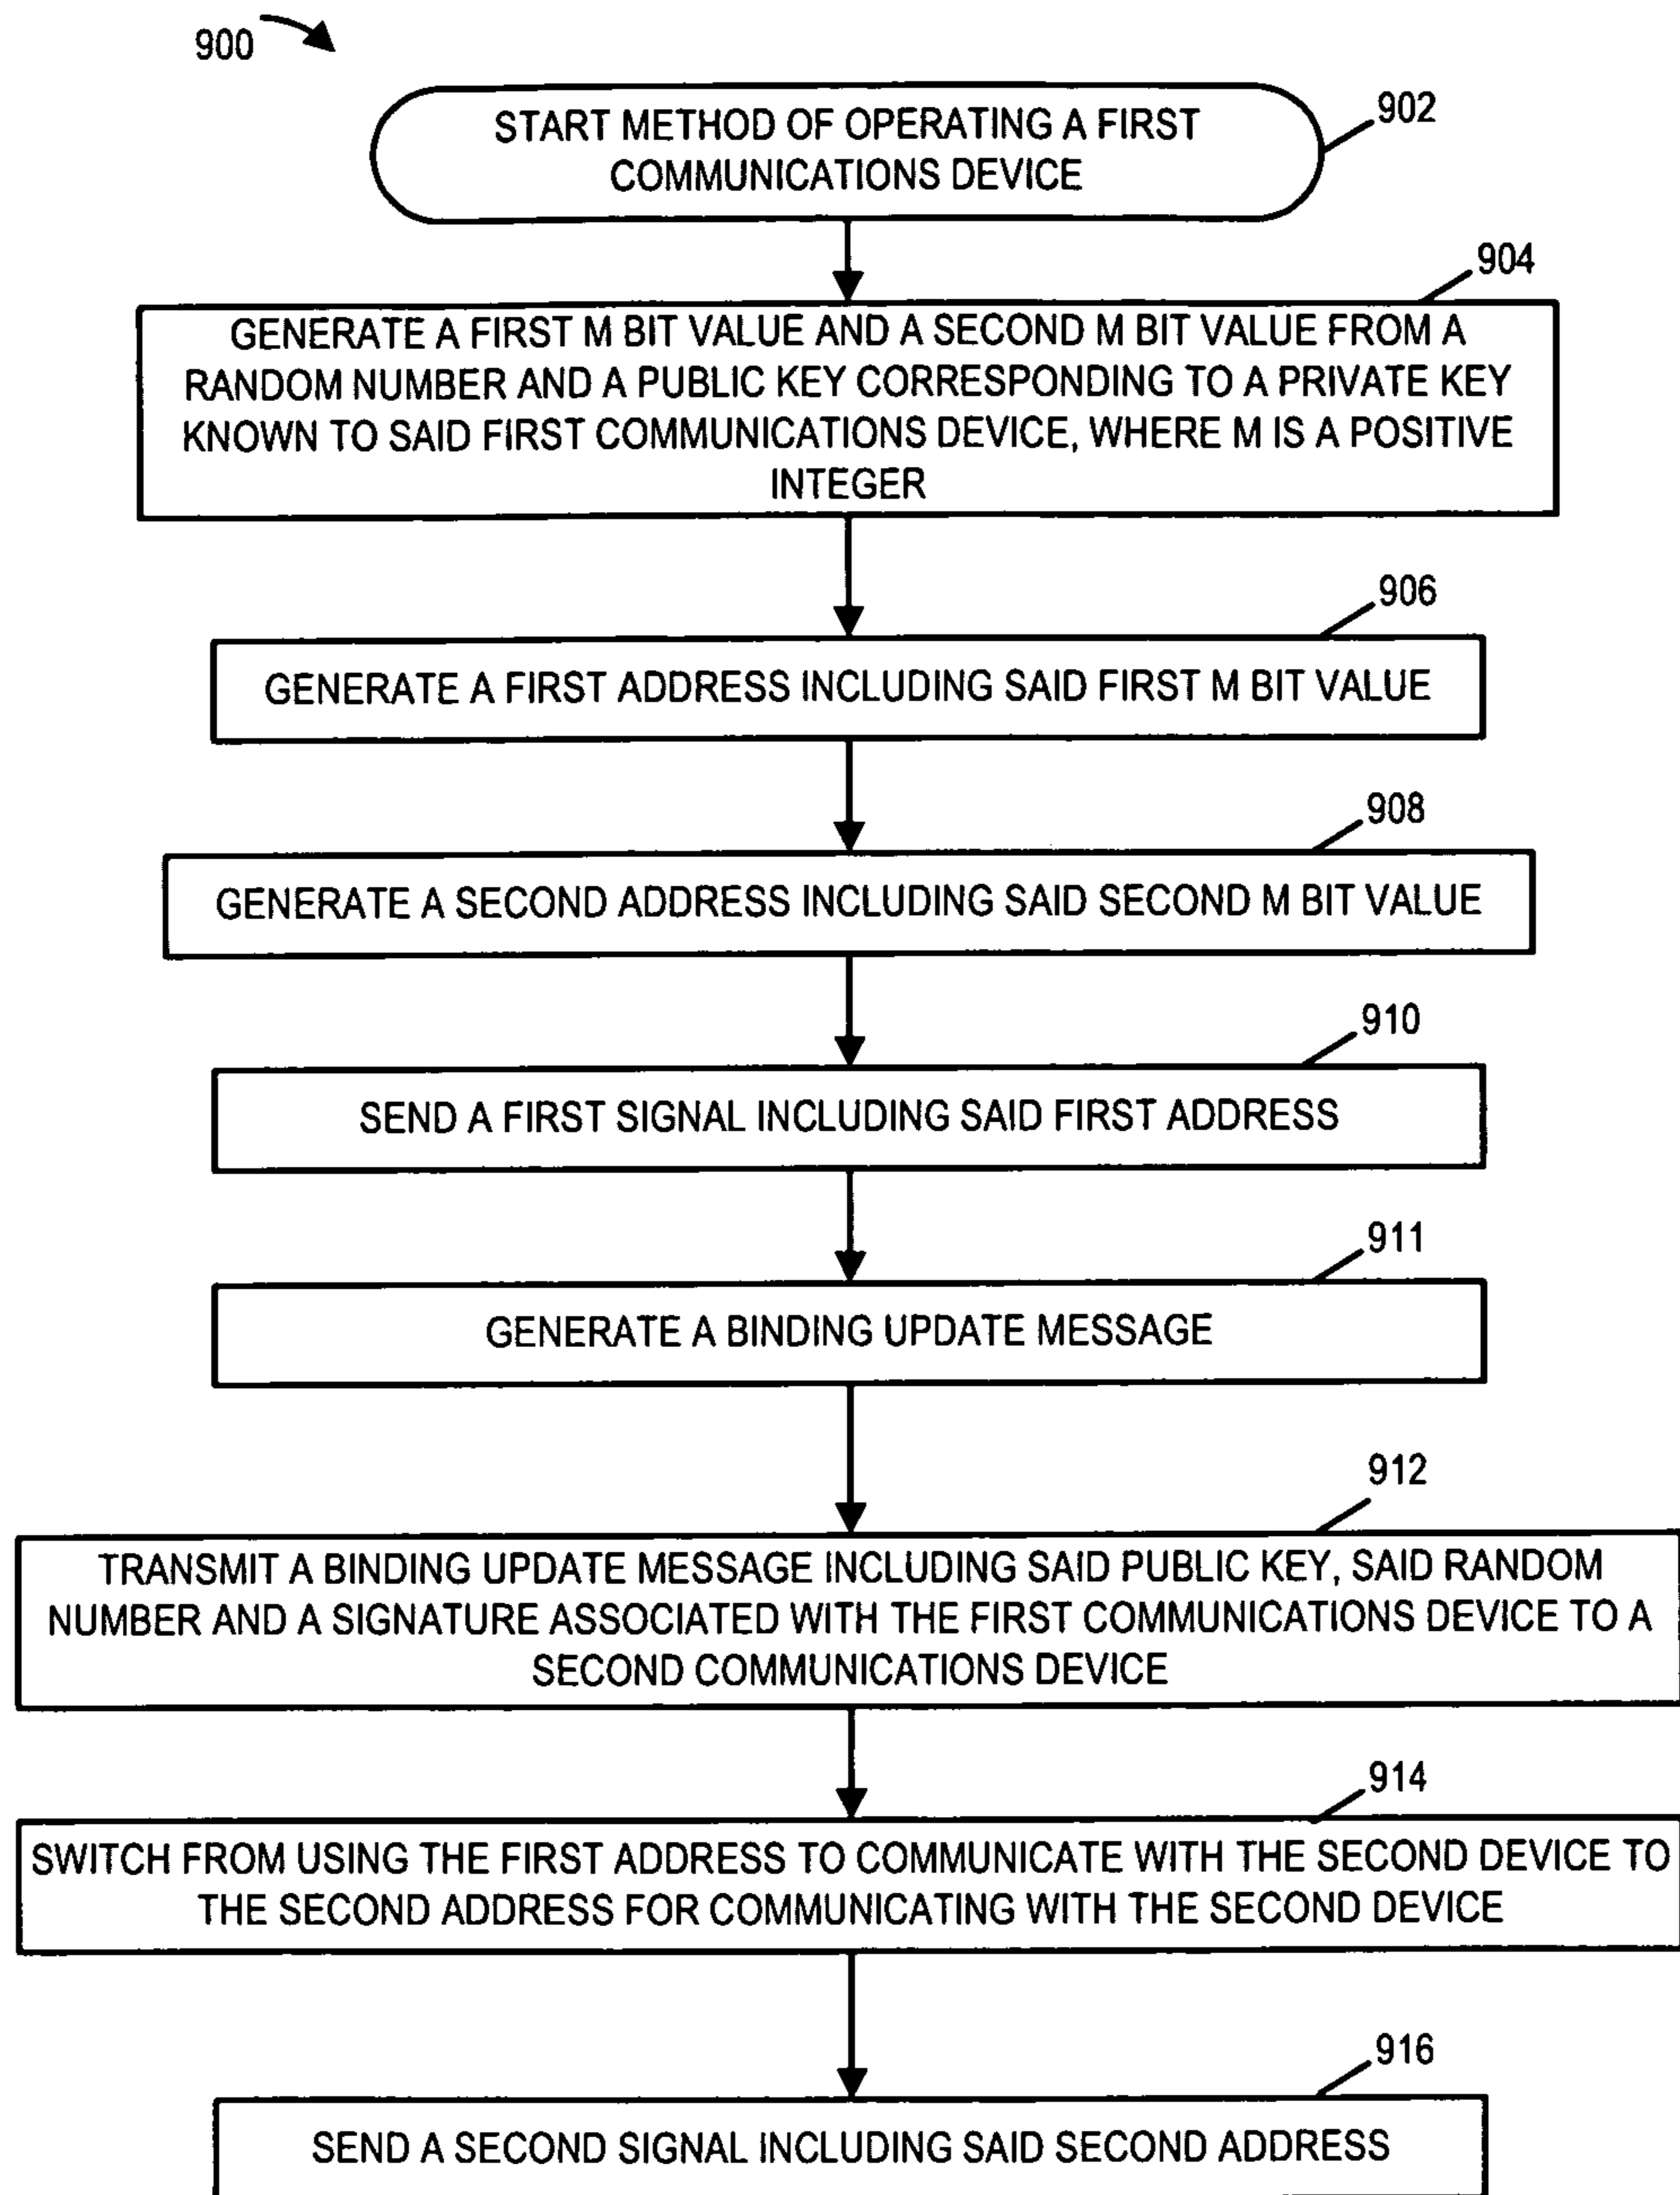 900
START METHOD OF OPERATING A FIRST
COMMUNICATIONS DEVICE
902
904
GENERATE A FIRST M BIT VALUE AND A SECOND M BIT VALUE FROM A
RANDOM NUMBER AND A PUBLIC KEY CORRESPONDING TO A PRIVATE KEY
KNOWN TO SAID FIRST COMMUNICATIONS DEVICE, WHERE M IS A POSITIVE
INTEGER
906
GENERATE A FIRST ADDRESS INCLUDING SAID FIRST M BIT VALUE
908
GENERATE A SECOND ADDRESS INCLUDING SAID SECOND M BIT VALUE
910
SEND A FIRST SIGNAL INCLUDING SAID FIRST ADDRESS
911
GENERATE A BINDING UPDATE MESSAGE
912
TRANSMIT A BINDING UPDATE MESSAGE INCLUDING SAID PUBLIC KEY, SAID RANDOM
NUMBER AND A SIGNATURE ASSOCIATED WITH THE FIRST COMMUNICATIONS DEVICE TO A
SECOND COMMUNICATIONS DEVICE
914
SWITCH FROM USING THE FIRST ADDRESS TO COMMUNICATE WITH THE SECOND DEVICE TO
THE SECOND ADDRESS FOR COMMUNICATING WITH THE SECOND DEVICE
916
SEND A SECOND SIGNAL INCLUDING SAID SECOND ADDRESS